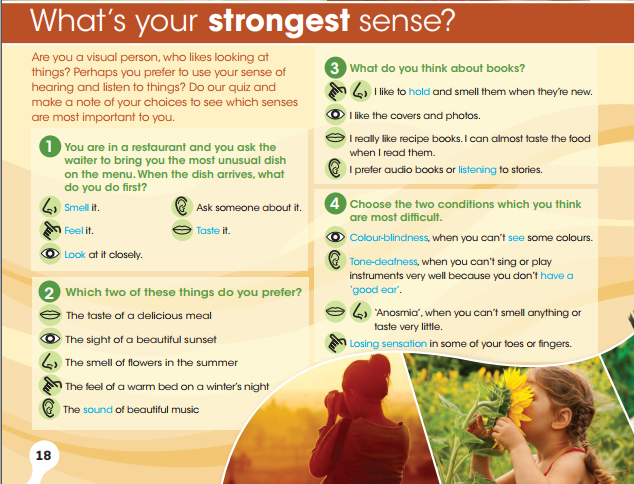 What's your strongest sense?
Are you a visual person, who likes looking at
things? Perhaps you prefer to use your sense of
hearing and listen to things? Do our quiz and
make a note of your choices to see which senses
are most important to you.
1 You are in a restaurant and you ask the
waiter to bring you the most unusual dish
on the menu. When the dish arrives, what
do you do first?
Smell it.
Ask someone about it.
Feel it.
Taste it.
Look at it closely.
2 Which two of these things do you prefer?
The taste of a delicious meal
The sight of a beautiful sunset
The smell of flowers in the summer
The feel of a warm bed on a winter's night
The sound of beautiful music
3 What do you think about books?
I like to hold and smell them when they're new.
I like the covers and photos.
I really like recipe books. I can almost taste the food
when I read them.
I prefer audio books or listening to stories.
4 Choose the two conditions which you think
are most difficult.
Colour-blindness, when you can't see some colours.
Tone-deafness, when you can't sing or play
instruments very well because you don't have a
'good ear'.
'Anosmia', when you can't smell anything or
taste very little.
Losing sensation in some of your toes or fingers.
18